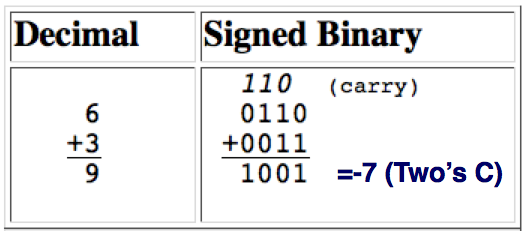 Decimal Signed Binary
110 (carry)
6 0110
+3 +0011
9 1001 =-7 (Two's C)